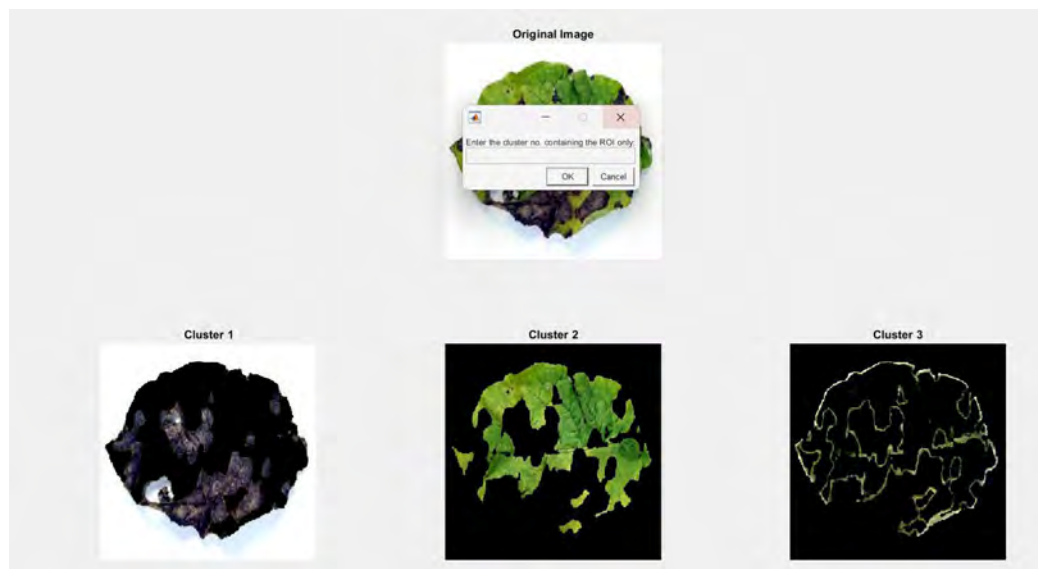 Original Image
Enter the cluster no. containing the ROI only:
OK Cancel
Cluster 1 Cluster 2 Cluster 3